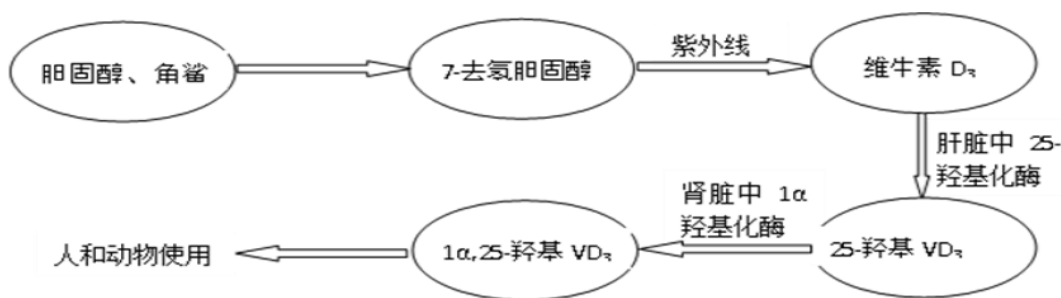 胆固醇、角鲨
7-去氢胆固醇
紫外线
维生素 D₃
肝脏中 25-
羟基化酶
25-羟基 VD₃
肾脏中 1α
羟基化酶
1α,25-羟基 VD₃
人和动物使用